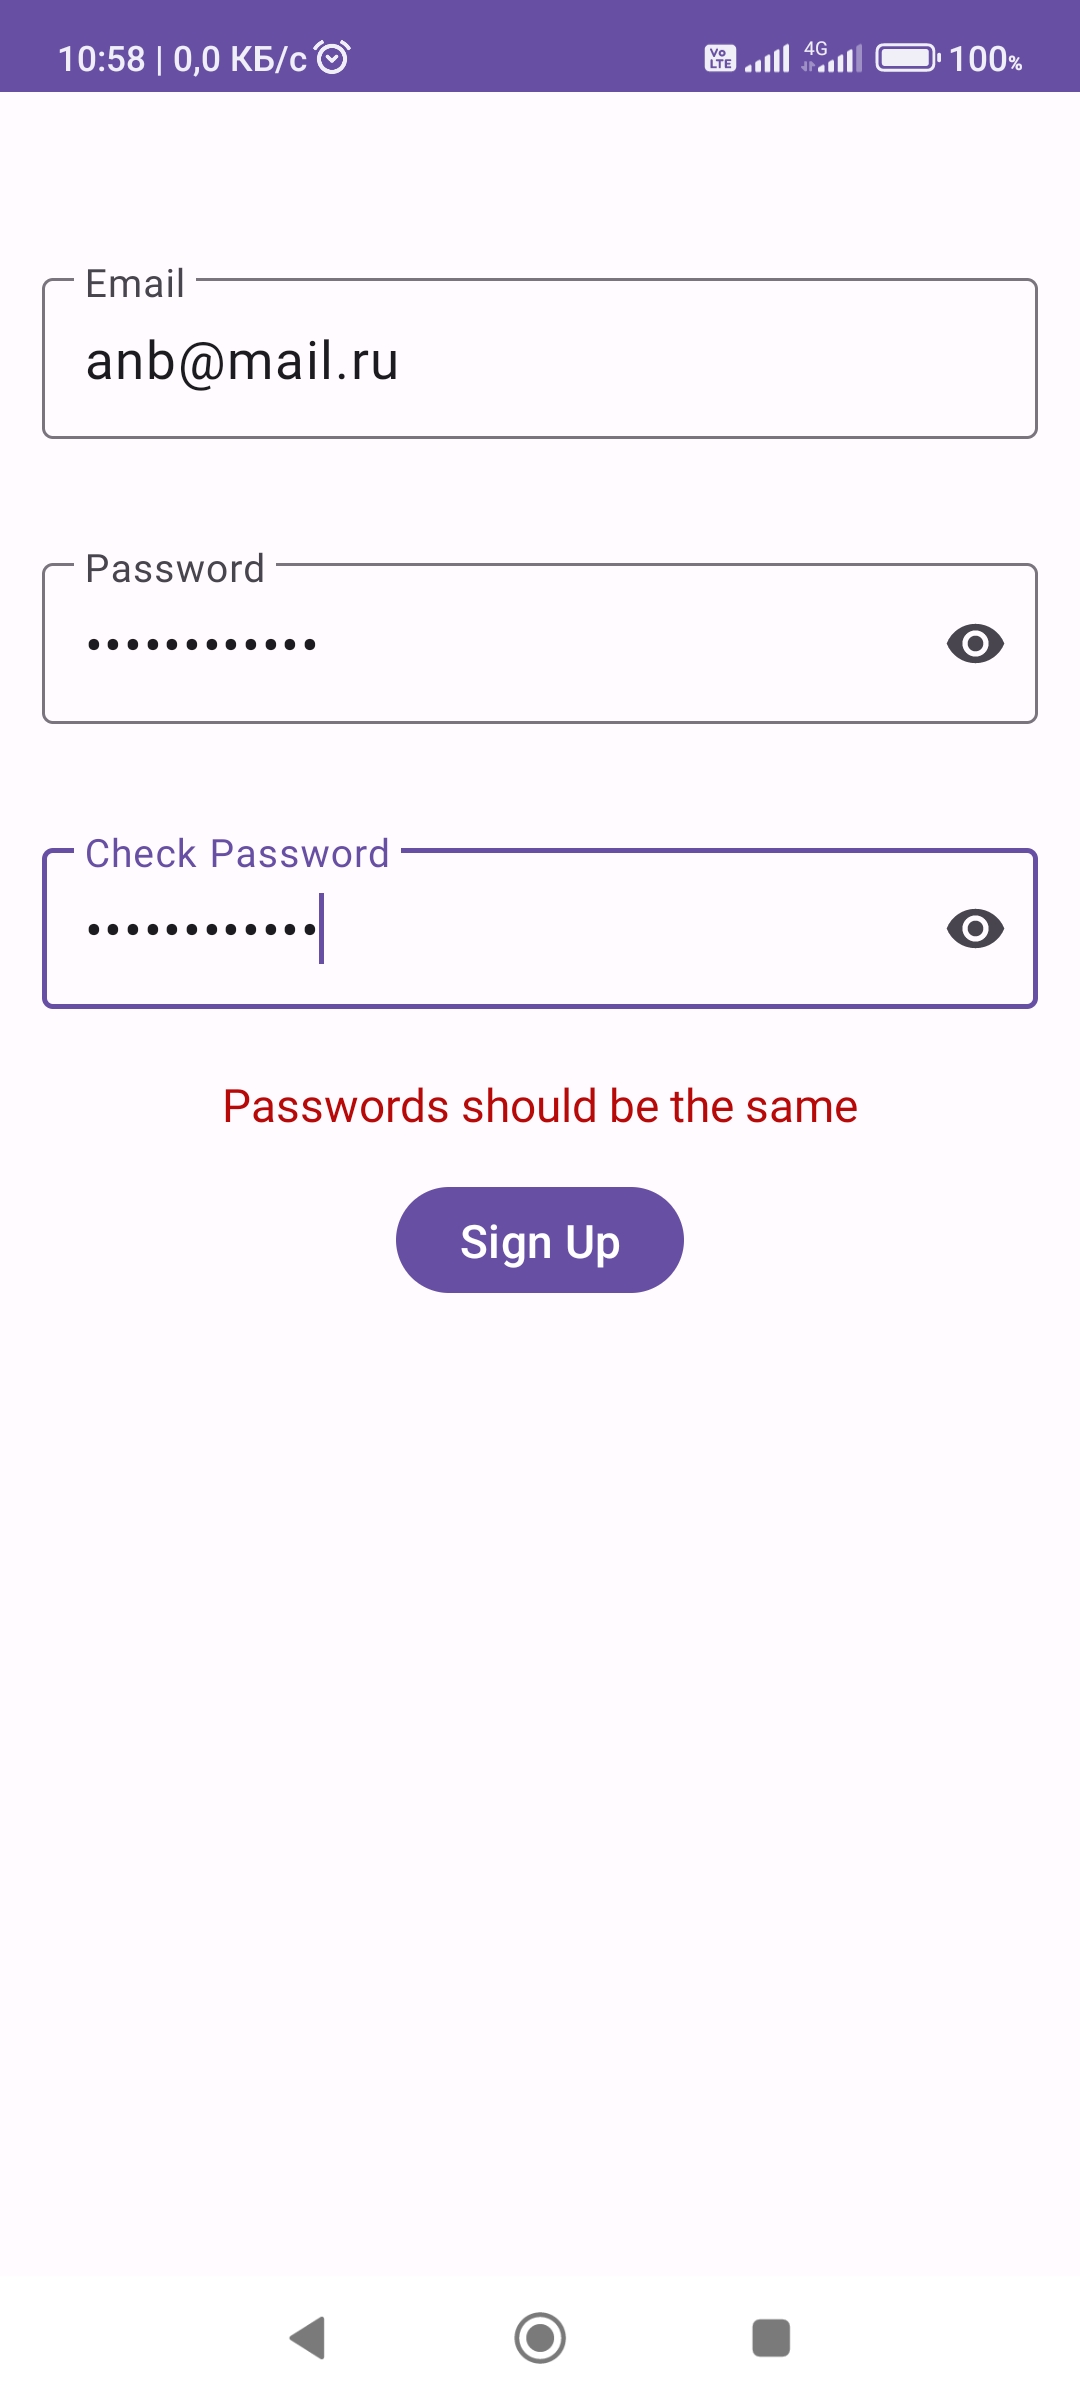 10:58 | 0,0 КБ/с Vo LTE 4G 100%
Email
anb@mail.ru
Password
••••••••••••
Check Password
••••••••••••
Passwords should be the same
Sign Up